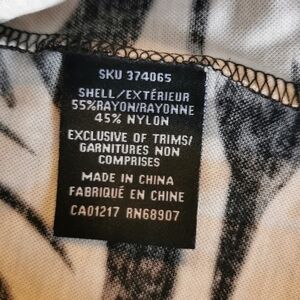 SKU 374065
SHELL/EXTÉRIEUR
55%RAYON/RAYONNE
45% NYLON
EXCLUSIVE OF TRIMS/
GARNITURES NON
COMPRISES
MADE IN CHINA
FABRIQUÉ EN CHINE
CA01217 RN68907